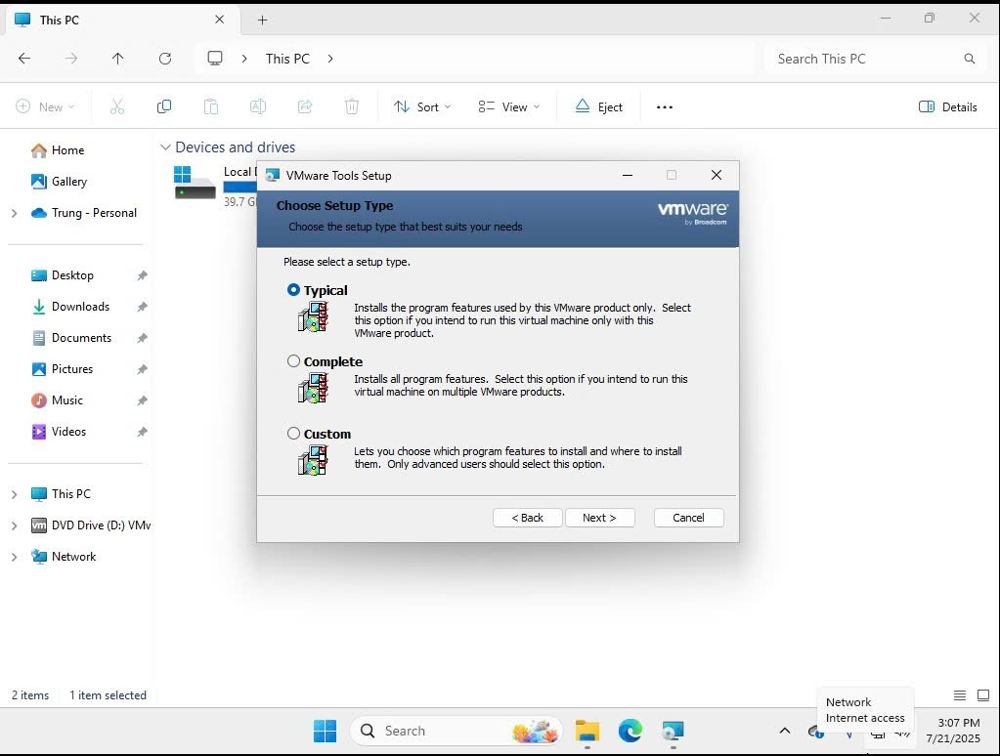 This PC
This PC
Search This PC
New
Sort
View
Eject
Details
Home
Gallery
Trung - Personal
Desktop
Downloads
Documents
Pictures
Music
Videos
This PC
DVD Drive (D:) VMw
Network
Devices and drives
Local
39.7 G
VMware Tools Setup
Choose Setup Type
Choose the setup type that best suits your needs
vmware
by Broadcom
Please select a setup type.
Typical
Installs the program features used by this VMware product only. Select
this option if you intend to run this virtual machine only with this
VMware product.
Complete
Installs all program features. Select this option if you intend to run this
virtual machine on multiple VMware products.
Custom
Lets you choose which program features to install and where to install
them. Only advanced users should select this option.
< Back
Next >
Cancel
2 items
1 item selected
Network
Internet access
Search
3:07 PM
7/21/2025